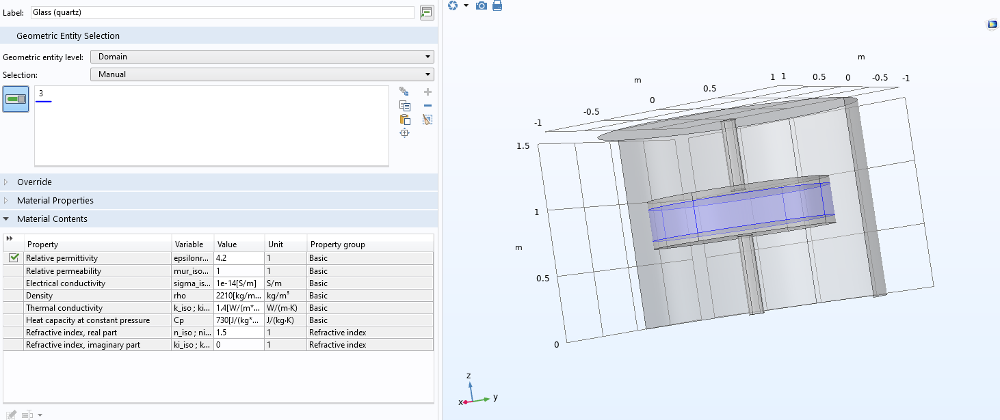 Label: Glass (quartz)
Geometric Entity Selection
Geometric entity level: Domain
Selection: Manual
3
Override
Material Properties
Material Contents
Property Variable Value Unit Property group
Relative permittivity epsilonr... 4.2 1 Basic
Relative permeability mur_iso... 1 1 Basic
Electrical conductivity sigma_is... 1e-14[S/m] S/m Basic
Density rho 2210[kg/m... kg/m³ Basic
Thermal conductivity k_iso ; ki... 1.4[W/(m*... W/(m·K) Basic
Heat capacity at constant pressure Cp 730[J/(kg*... J/(kg·K) Basic
Refractive index, real part n_iso ; ni... 1.5 1 Refractive index
Refractive index, imaginary part ki_iso ; k... 0 1 Refractive index
m
1 1 0.5 0 -0.5 -1
m
0.5
0
-0.5
-1
1.5
1
m
0.5
0
z
x y